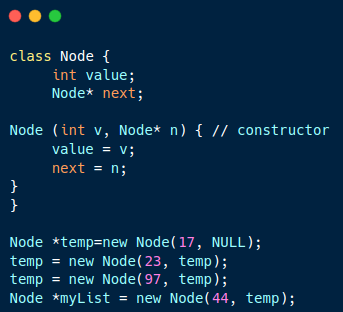 class Node {
int value;
Node* next;
Node (int v, Node* n) { // constructor
value = v;
next = n;
}
}
Node *temp=new Node(17, NULL);
temp = new Node(23, temp);
temp = new Node(97, temp);
Node *myList = new Node(44, temp);